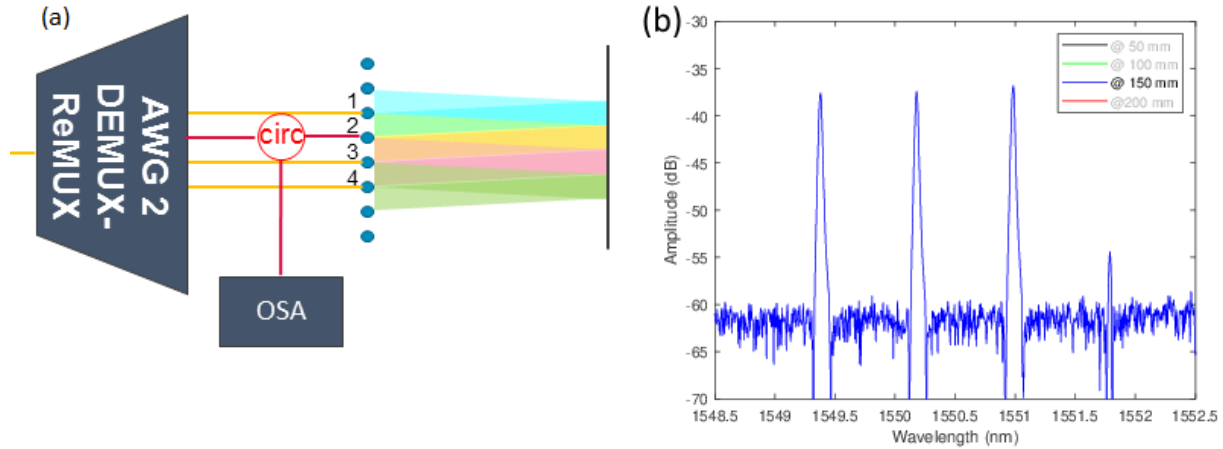 (a)
AWG 2
DEMUX-
ReMUX
circ
1
2
3
4
OSA
(b)
Amplitude (dB)
-30
-35
-40
-45
-50
-55
-60
-65
-70
@ 50 mm
@ 100 mm
@ 150 mm
@200 mm
1548.5 1549 1549.5 1550 1550.5 1551 1551.5 1552 1552.5
Wavelength (nm)